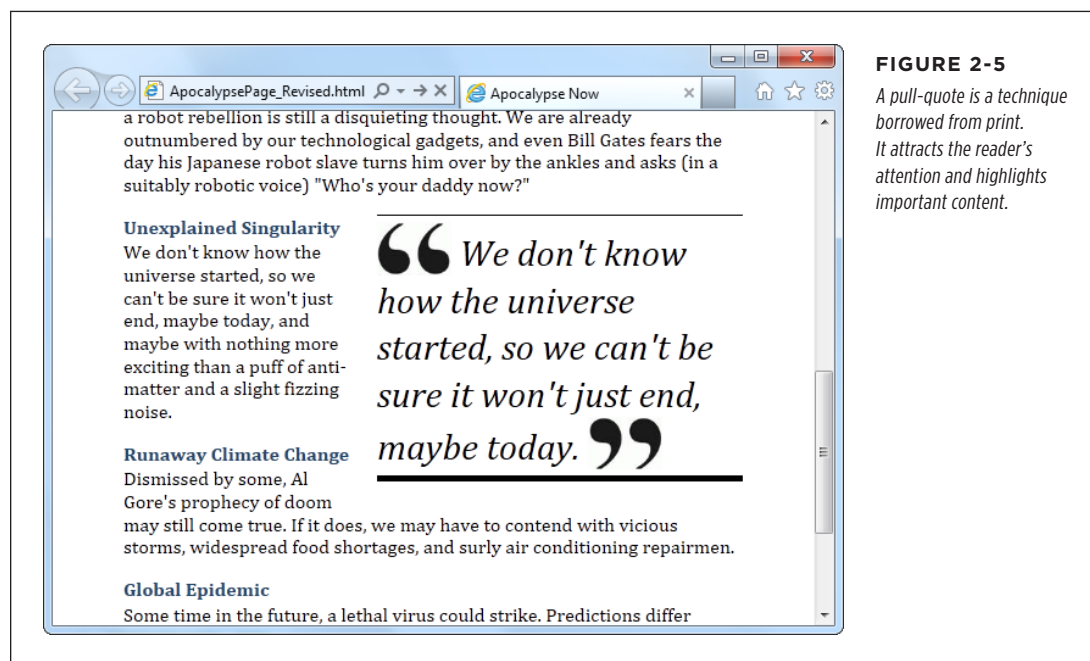 ApocalypsePage_Revised.html
Apocalypse Now
a robot rebellion is still a disquieting thought. We are already
outnumbered by our technological gadgets, and even Bill Gates fears the
day his Japanese robot slave turns him over by the ankles and asks (in a
suitably robotic voice) "Who's your daddy now?"
Unexplained Singularity
We don't know how the
universe started, so we
can't be sure it won't just
end, maybe today, and
maybe with nothing more
exciting than a puff of anti-
matter and a slight fizzing
noise.
“ We don't know
how the universe
started, so we can't be
sure it won't just end,
maybe today. ”
Runaway Climate Change
Dismissed by some, Al
Gore's prophecy of doom
may still come true. If it does, we may have to contend with vicious
storms, widespread food shortages, and surly air conditioning repairmen.
Global Epidemic
Some time in the future, a lethal virus could strike. Predictions differ
FIGURE 2-5
A pull-quote is a technique
borrowed from print.
It attracts the reader’s
attention and highlights
important content.